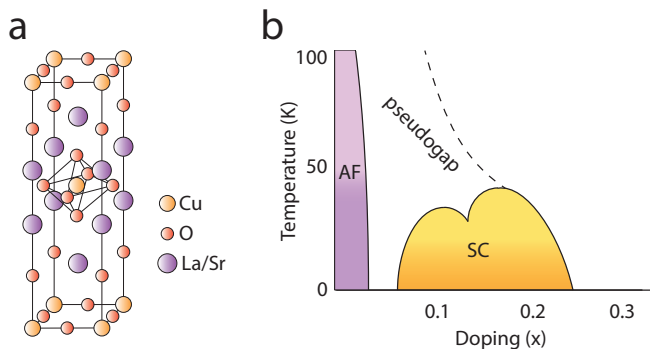 a
Cu
O
La/Sr
b
Temperature (K)
100
50
0
AF
pseudogap
SC
0.1
0.2
0.3
Doping (x)